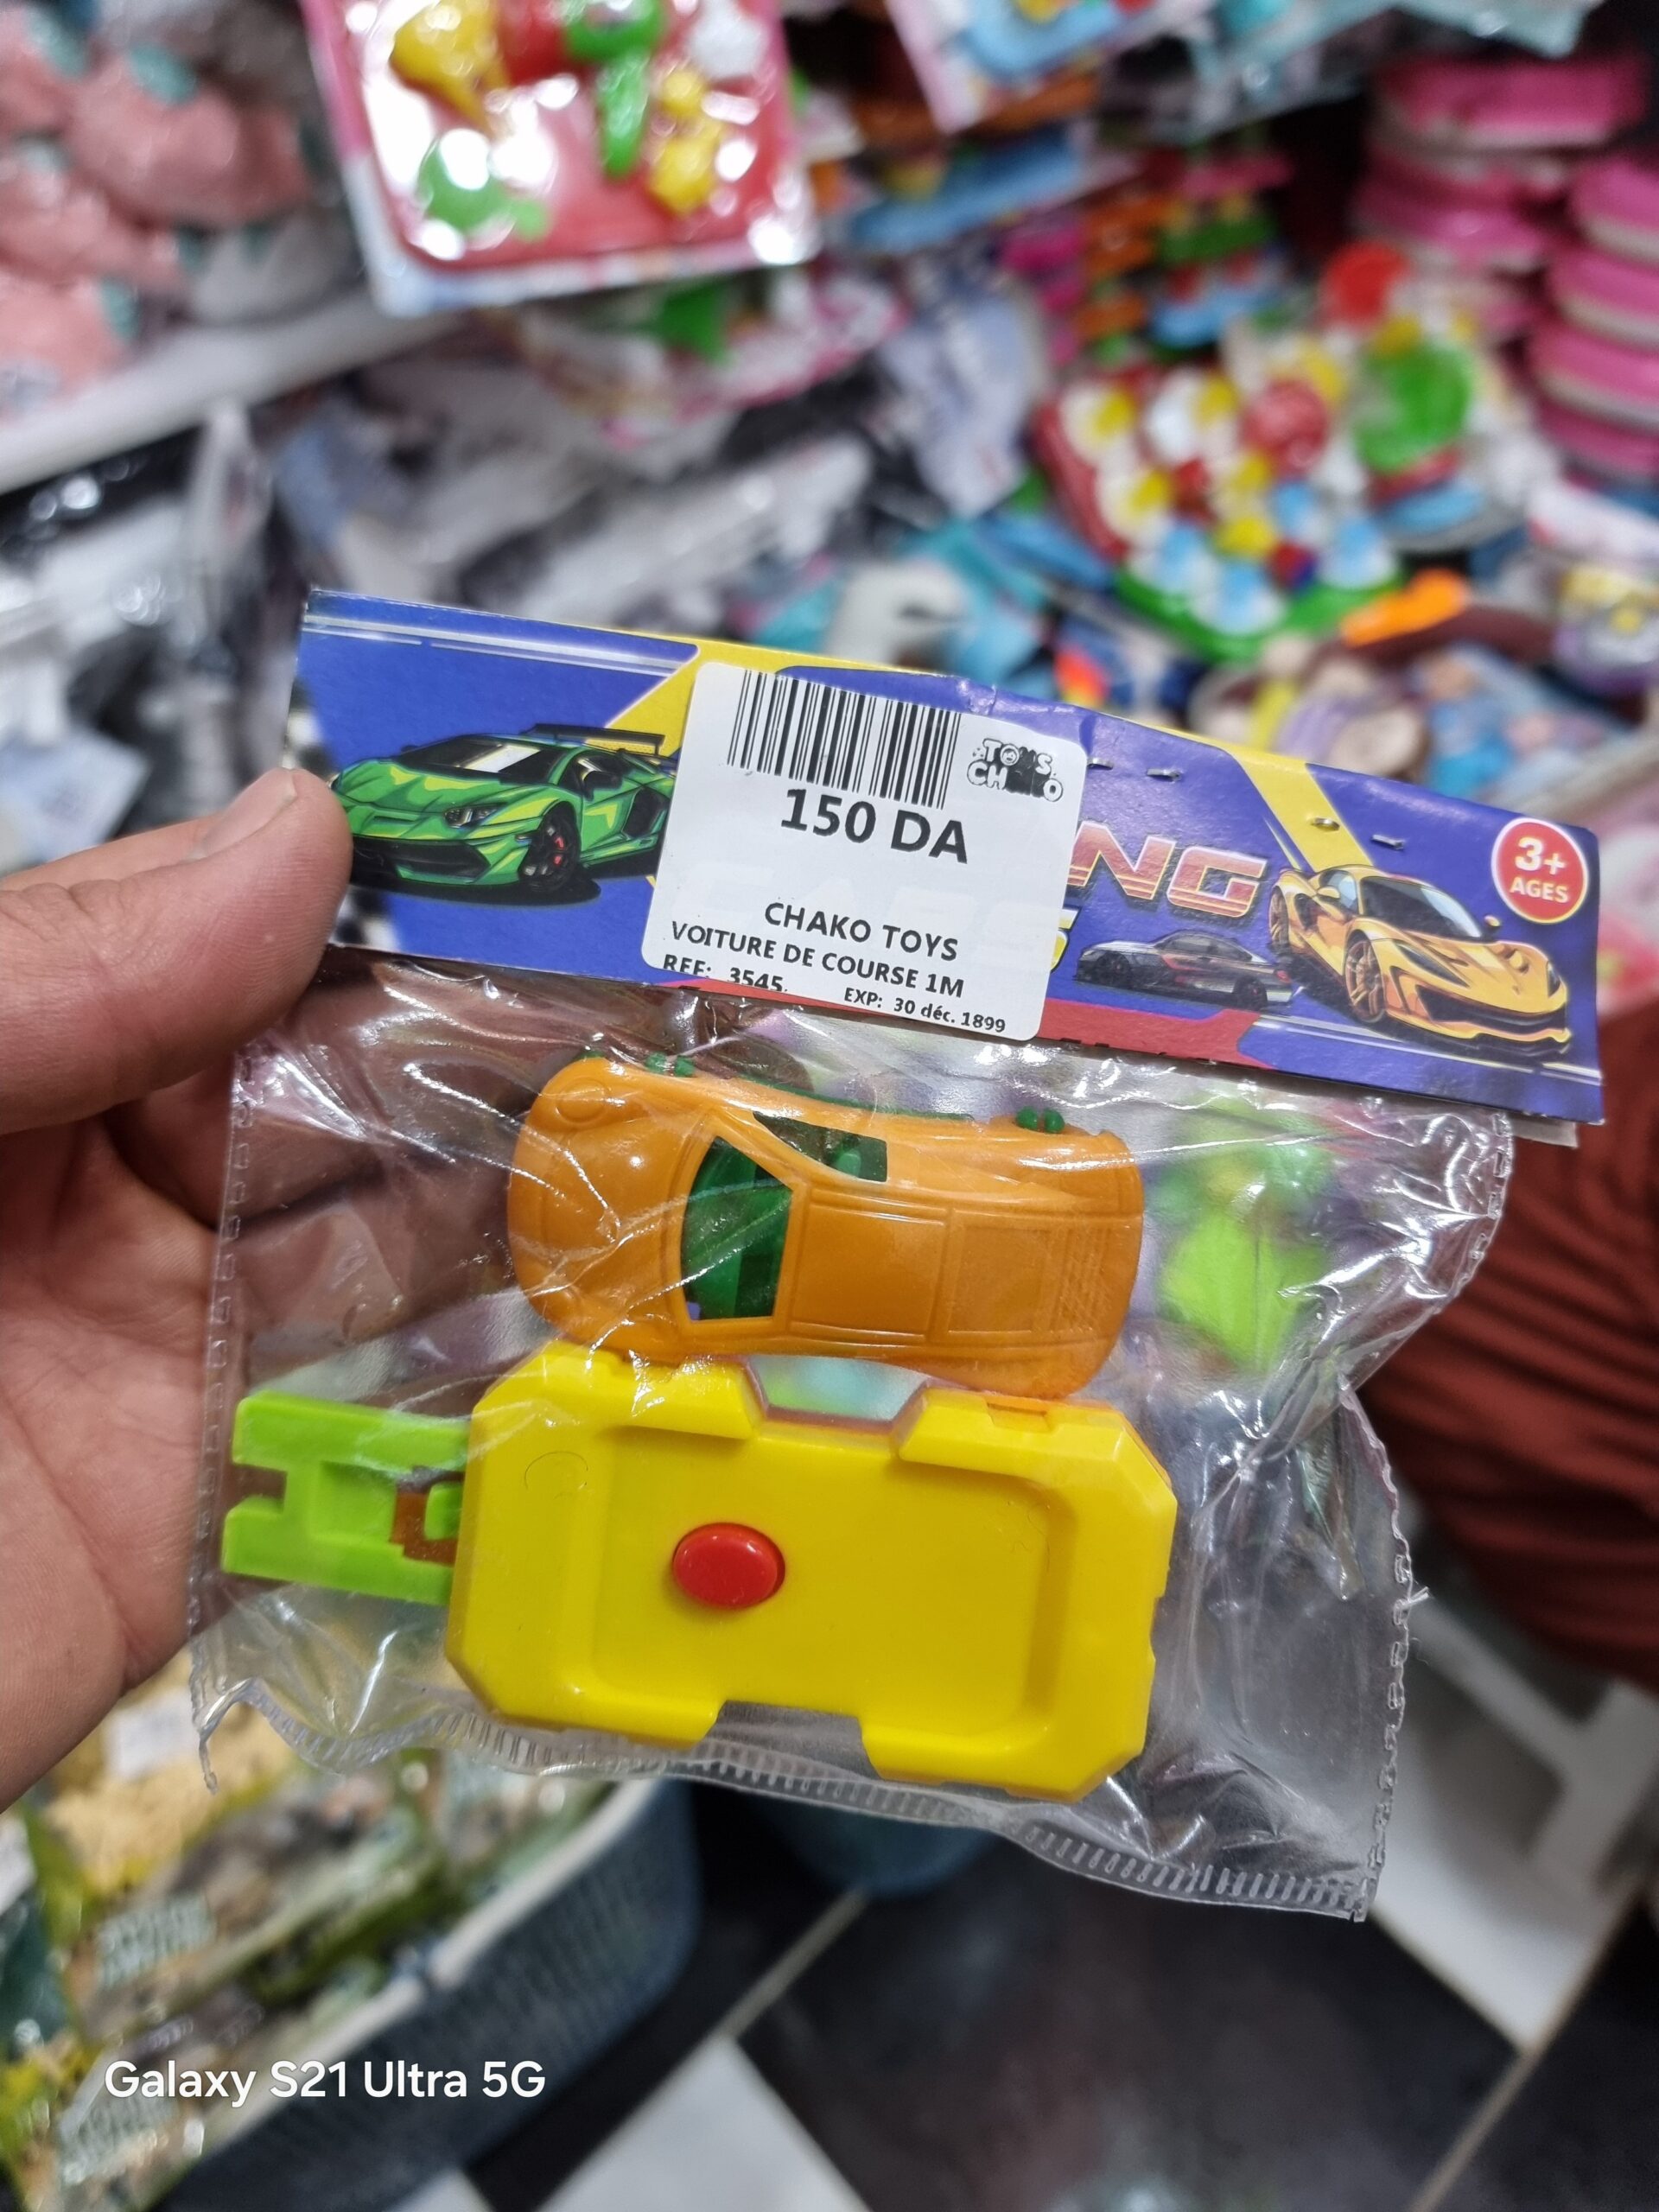 TOYS
CHAKO
150 DA
CHAKO TOYS
VOITURE DE COURSE 1M
REF: 3545.
EXP: 30 déc. 1899
NG
3+
AGES
Galaxy S21 Ultra 5G